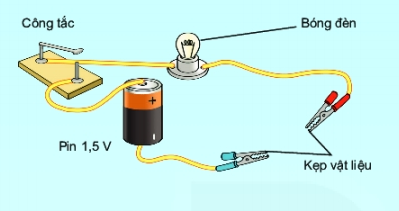 Công tắc
Bóng đèn
+
Pin 1,5 V
Kẹp vật liệu